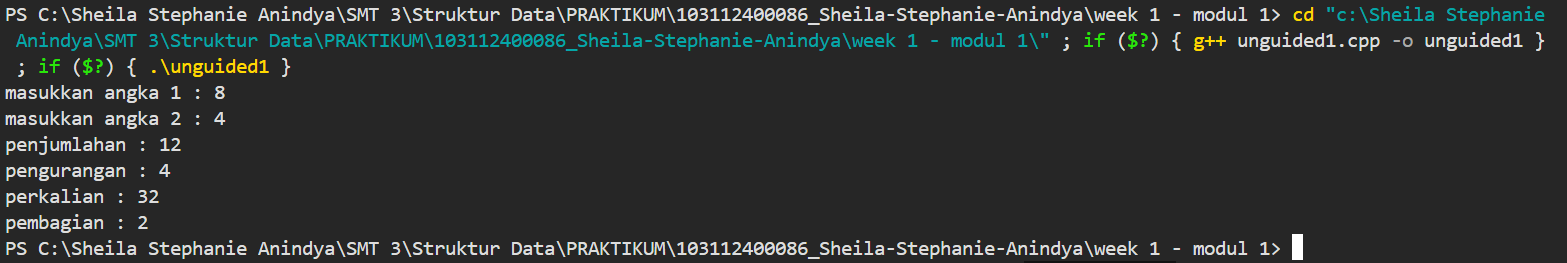 PS C:\Sheila Stephanie Anindya\SMT 3\Struktur Data\PRAKTIKUM\103112400086_Sheila-Stephanie-Anindya\week 1 - modul 1> cd "c:\Sheila Stephanie
 Anindya\SMT 3\Struktur Data\PRAKTIKUM\103112400086_Sheila-Stephanie-Anindya\week 1 - modul 1\" ; if ($?) { g++ unguided1.cpp -o unguided1 }
 ; if ($?) { .\unguided1 }
masukkan angka 1 : 8
masukkan angka 2 : 4
penjumlahan : 12
pengurangan : 4
perkalian : 32
pembagian : 2
PS C:\Sheila Stephanie Anindya\SMT 3\Struktur Data\PRAKTIKUM\103112400086_Sheila-Stephanie-Anindya\week 1 - modul 1>